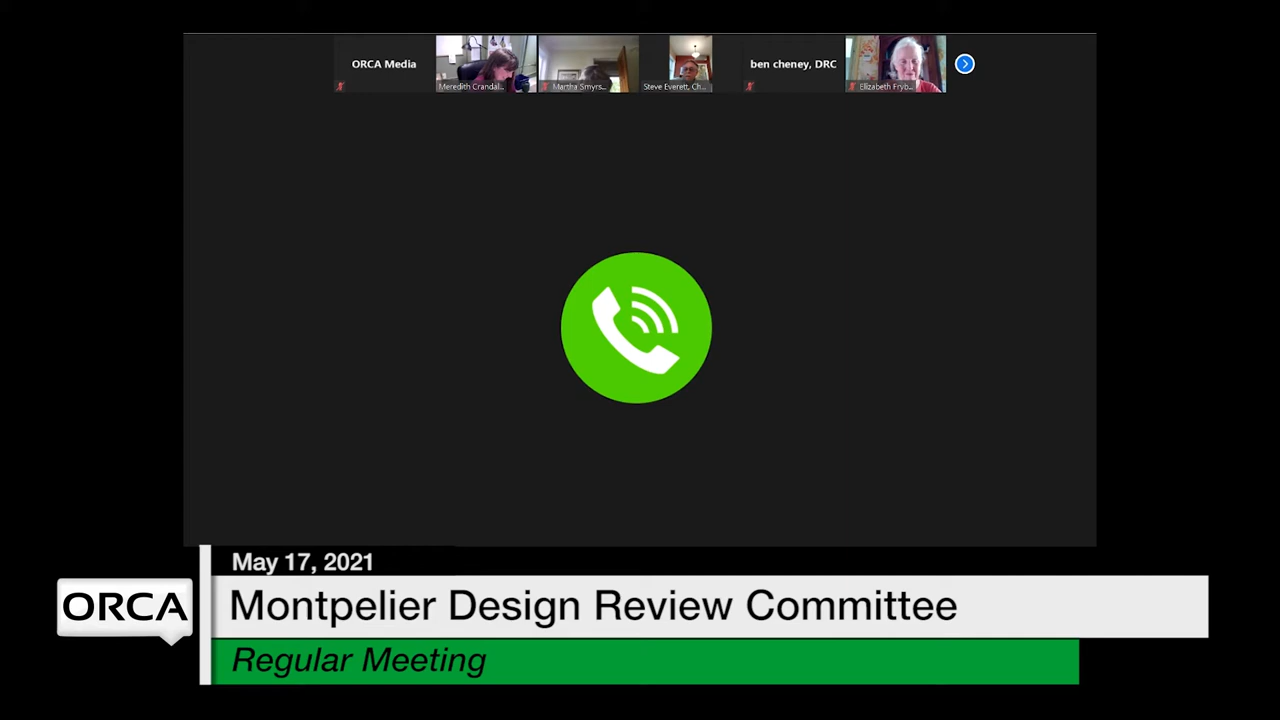 ORCA Media
Meredith Crandal...
Martha Smyrs...
Steve Everett, Ch...
ben cheney, DRC
Elizabeth Fryb...
May 17, 2021
ORCA
Montpelier Design Review Committee
Regular Meeting